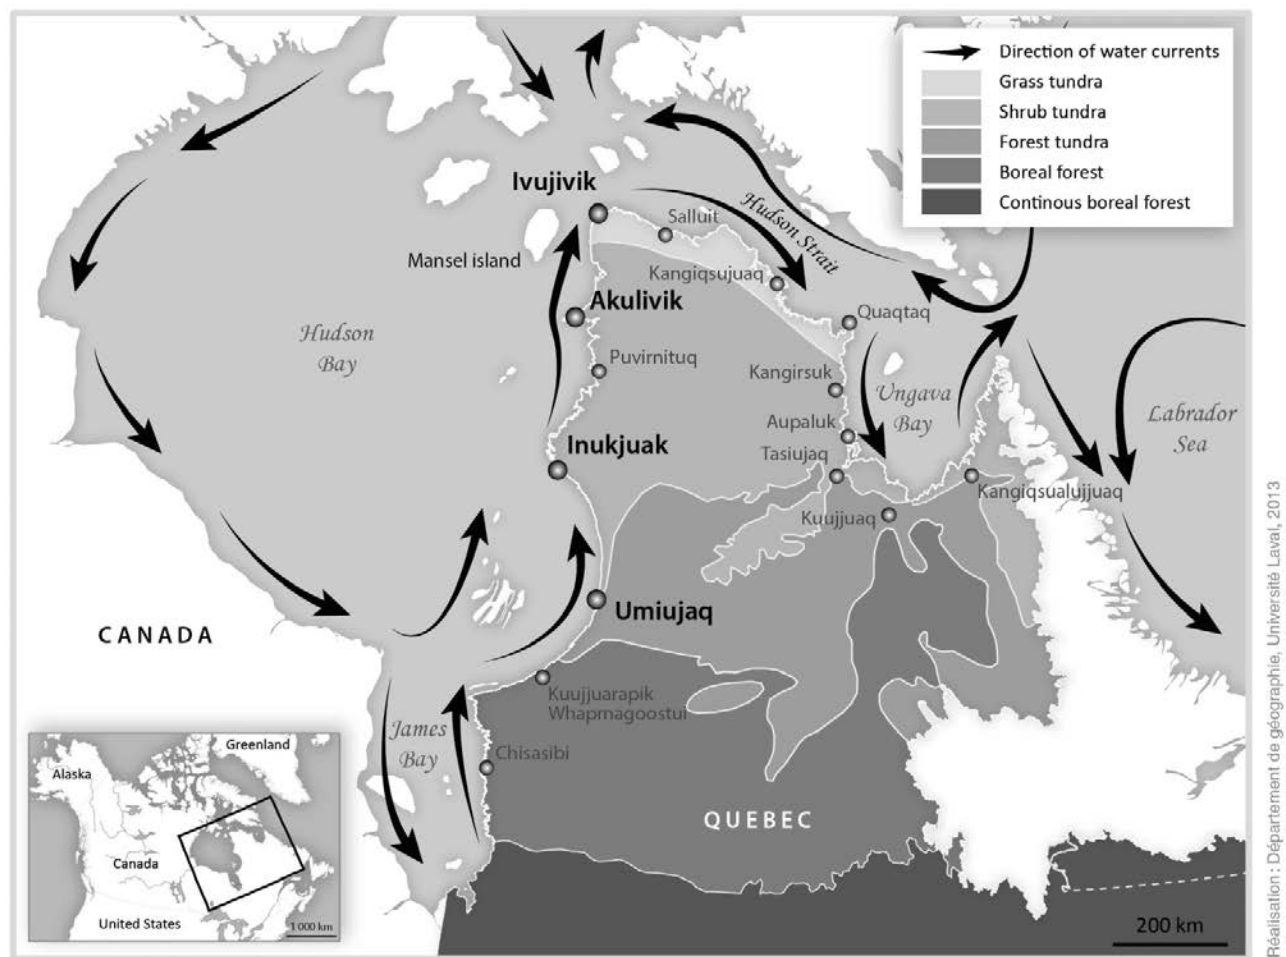 Direction of water currents
Grass tundra
Shrub tundra
Forest tundra
Boreal forest
Continous boreal forest
Ivujivik
Salluit
Hudson Strait
Mansel island
Kangiqsujuaq
Akulivik
Quaqtaq
Hudson
Bay
Puvirnituq
Kangirsuk
Ungava
Bay
Labrador
Sea
Aupaluk
Inukjuak
Tasiujaq
Kangiqsualujjuaq
Kuujjuaq
Umiujaq
CANADA
Kuujjuarapik
Whapmagoostui
James
Bay
Chisasibi
QUEBEC
Greenland
Alaska
Canada
United States
1 000 km
200 km
Réalisation : Département de géographie, Université Laval, 2013